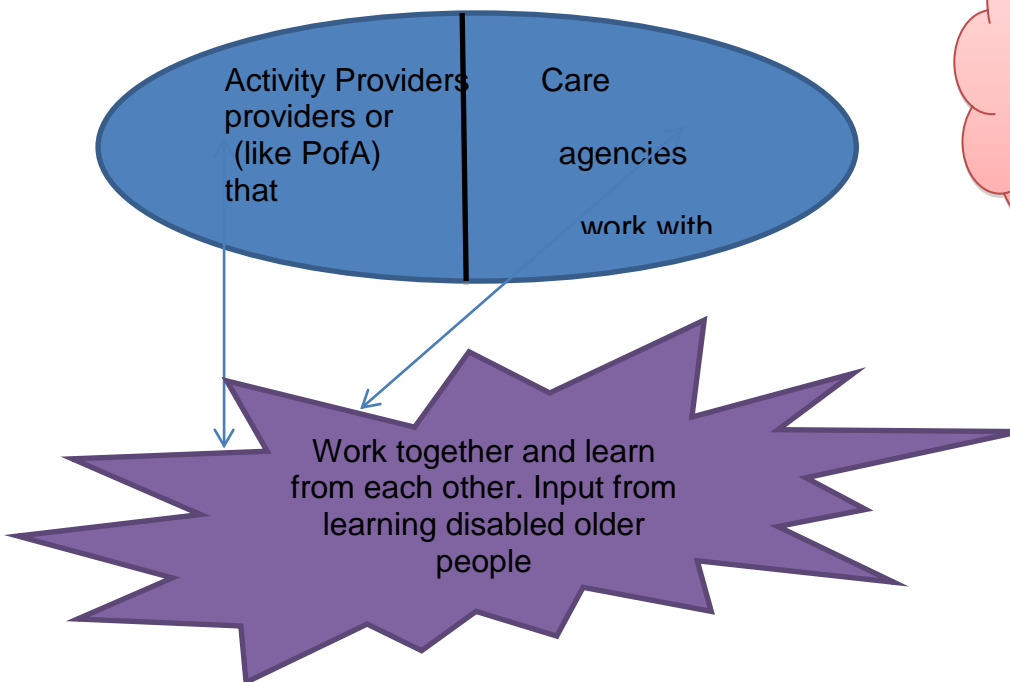 Activity Providers Care
providers or
(like PofA) agencies
that
work with
Work together and learn
from each other. Input from
learning disabled older
people